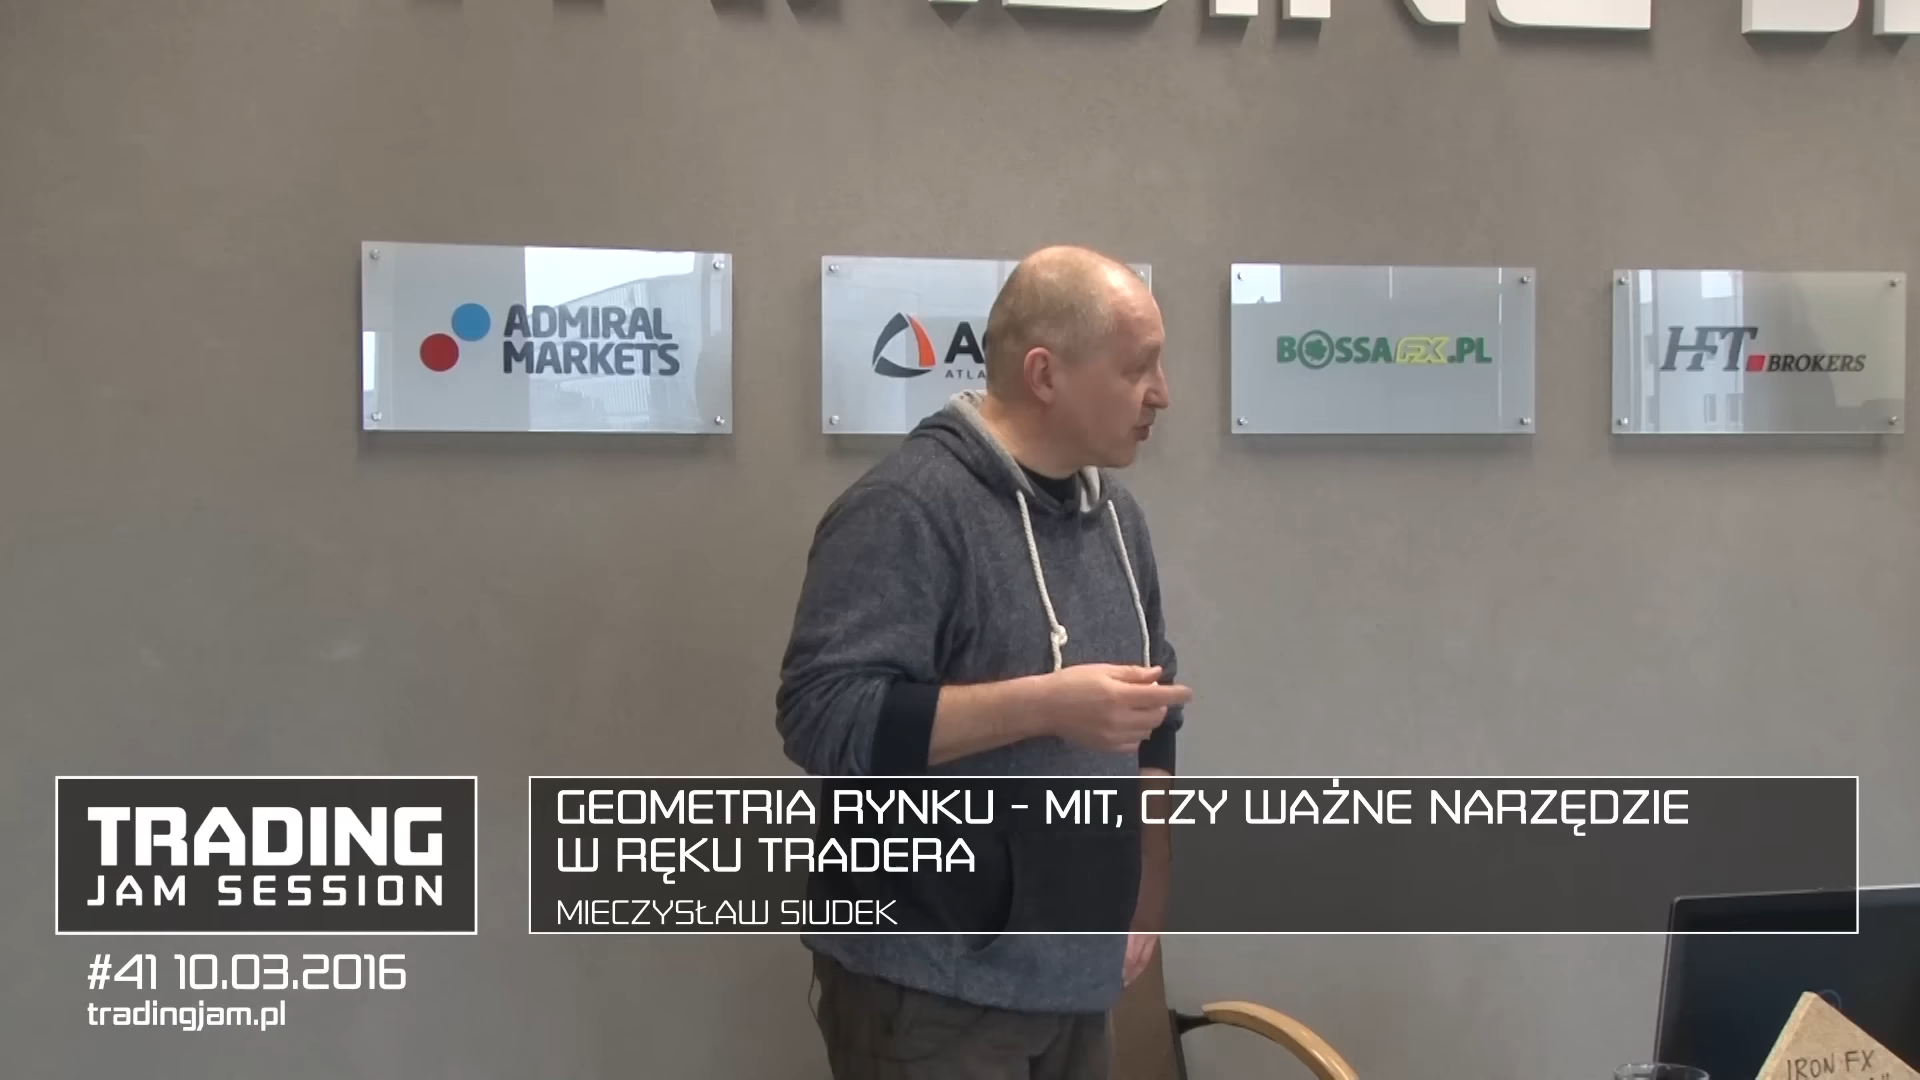 ADMIRAL
MARKETS
BOSSAFX.PL
HFT BROKERS
TRADING
JAM SESSION
#41 10.03.2016
tradingjam.pl
GEOMETRIA RYNKU - MIT, CZY WAŻNE NARZĘDZIE
W RĘKU TRADERA
MIECZYSŁAW SIUDEK
IRON FX